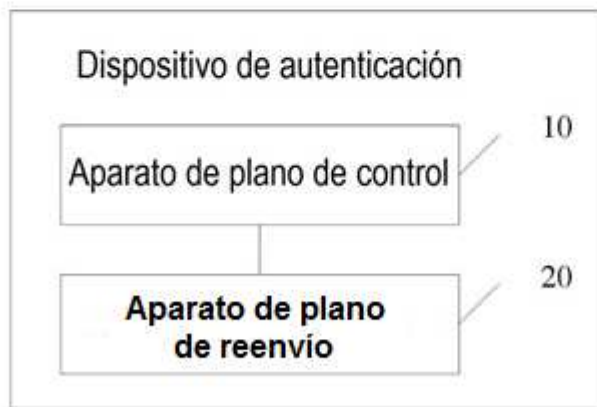 Dispositivo de autenticación
10
Aparato de plano de control
20
Aparato de plano
de reenvío